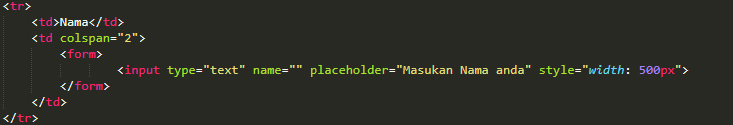 <tr>
<td>Nama</td>
<td colspan="2">
<form>
<input type="text" name="" placeholder="Masukan Nama anda" style="width: 500px">
</form>
</td>
</tr>